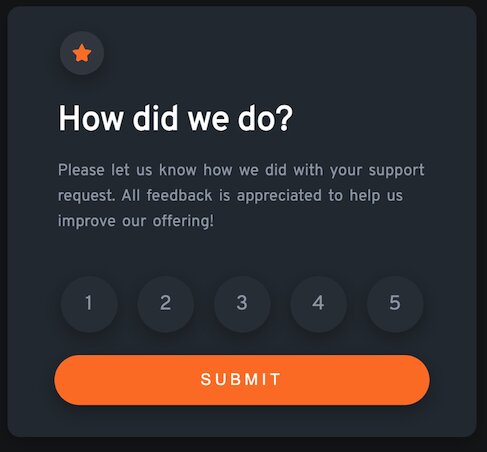 How did we do?
Please let us know how we did with your support
request. All feedback is appreciated to help us
improve our offering!
1 2 3 4 5
SUBMIT